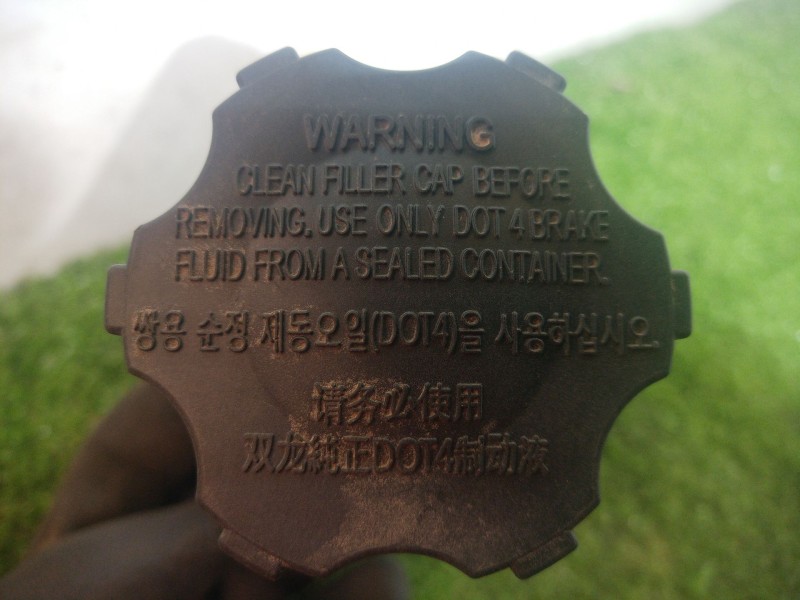 WARNING
CLEAN FILLER CAP BEFORE
REMOVING. USE ONLY DOT 4 BRAKE
FLUID FROM A SEALED CONTAINER.
쌍용 순정 제동오일(DOT4)을 사용하십시오.
请务必使用
双龙純正DOT4制动液